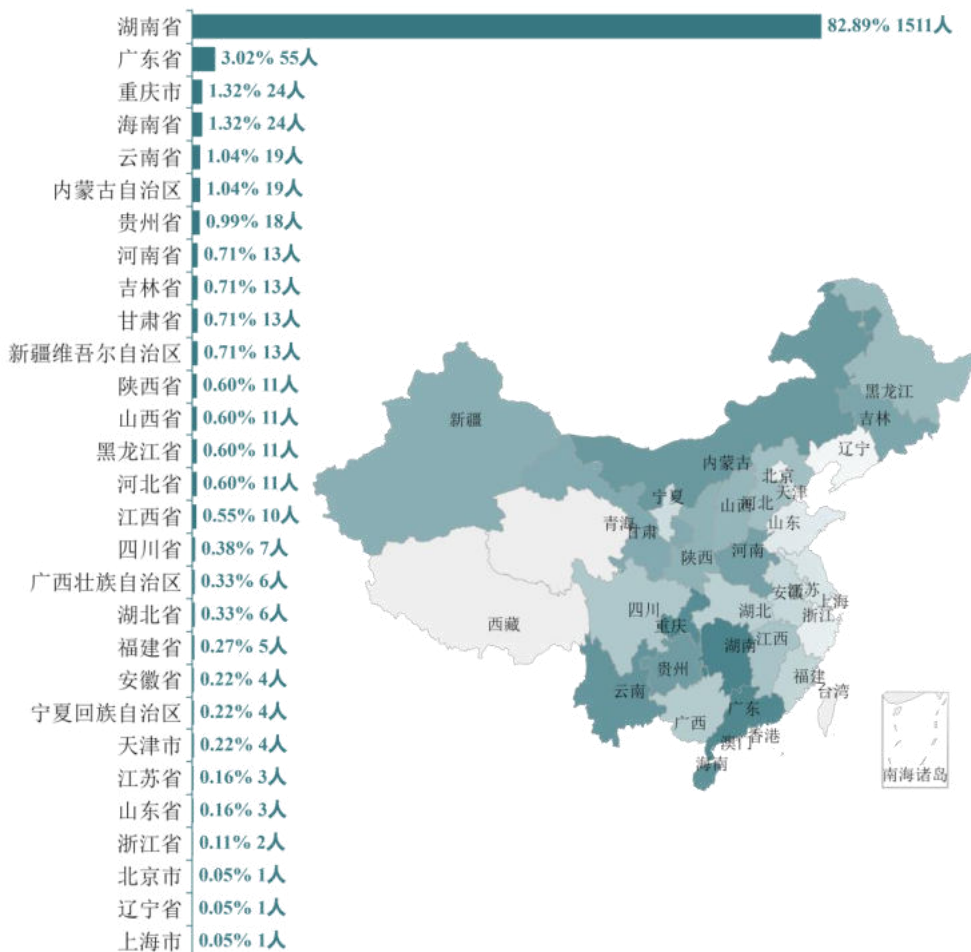 湖南省 82.89% 1511人
广东省 3.02% 55人
重庆市 1.32% 24人
海南省 1.32% 24人
云南省 1.04% 19人
内蒙古自治区 1.04% 19人
贵州省 0.99% 18人
河南省 0.71% 13人
吉林省 0.71% 13人
甘肃省 0.71% 13人
新疆维吾尔自治区 0.71% 13人
陕西省 0.60% 11人
山西省 0.60% 11人
黑龙江省 0.60% 11人
河北省 0.60% 11人
江西省 0.55% 10人
四川省 0.38% 7人
广西壮族自治区 0.33% 6人
湖北省 0.33% 6人
福建省 0.27% 5人
安徽省 0.22% 4人
宁夏回族自治区 0.22% 4人
天津市 0.22% 4人
江苏省 0.16% 3人
山东省 0.16% 3人
浙江省 0.11% 2人
北京市 0.05% 1人
辽宁省 0.05% 1人
上海市 0.05% 1人
黑龙江
吉林
新疆
辽宁
内蒙古
北京
天津
宁夏
山西
河北
青海
甘肃
山东
河南
陕西
安徽
江苏
上海
四川
湖北
浙江
重庆
西藏
湖南
江西
贵州
福建
云南
台湾
广东
广西
香港
澳门
海南
南海诸岛